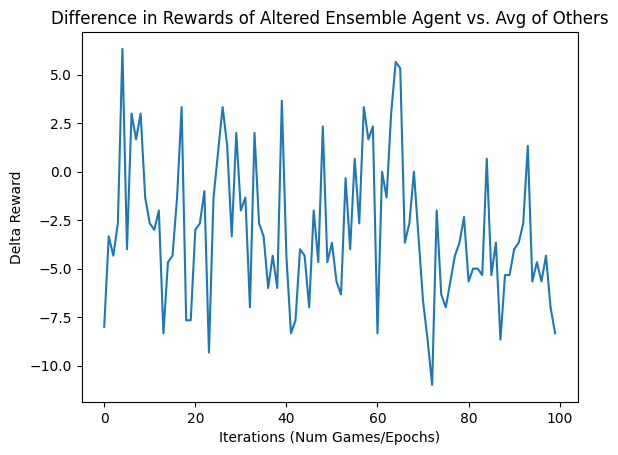 Difference in Rewards of Altered Ensemble Agent vs. Avg of Others
5.0
2.5
0.0
−2.5
−5.0
−7.5
−10.0
Delta Reward
0 20 40 60 80 100
Iterations (Num Games/Epochs)